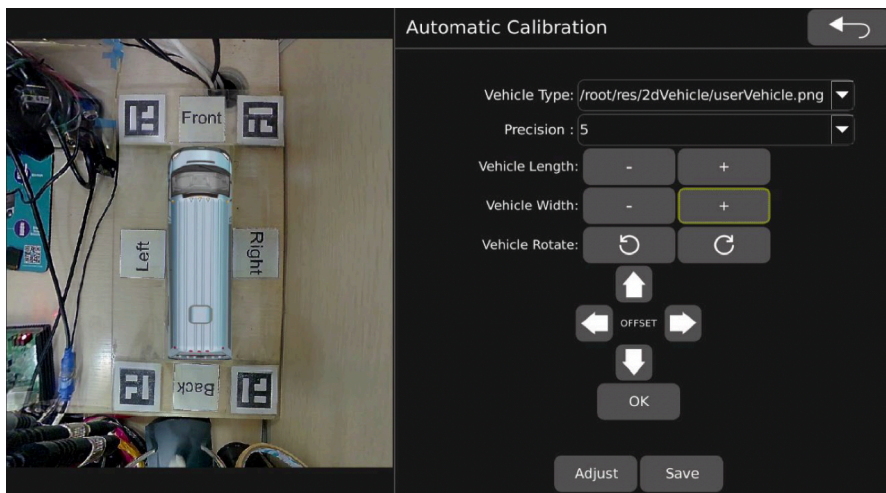 Automatic Calibration
Front
Left
Right
Back
Vehicle Type: /root/res/2dVehicle/userVehicle.png
Precision : 5
Vehicle Length: - +
Vehicle Width: - +
Vehicle Rotate:
OFFSET
OK
Adjust Save